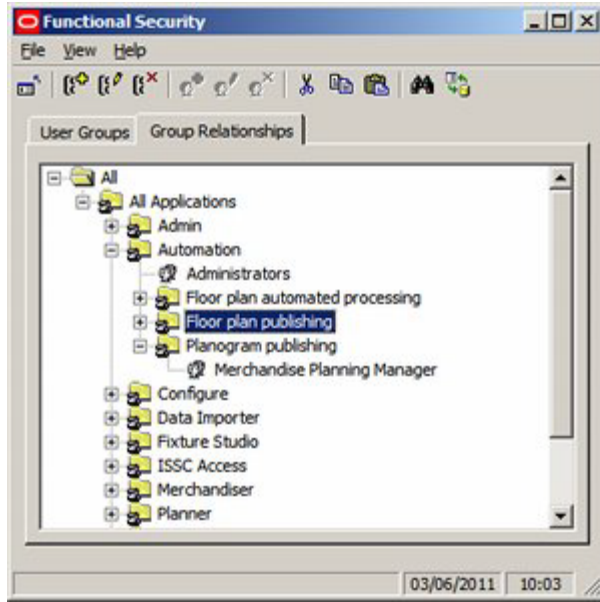 Functional Security
File View Help
User Groups Group Relationships
All
All Applications
Admin
Automation
Administrators
Floor plan automated processing
Floor plan publishing
Planogram publishing
Merchandise Planning Manager
Configure
Data Importer
Fixture Studio
ISSC Access
Merchandiser
Planner
03/06/2011 10:03